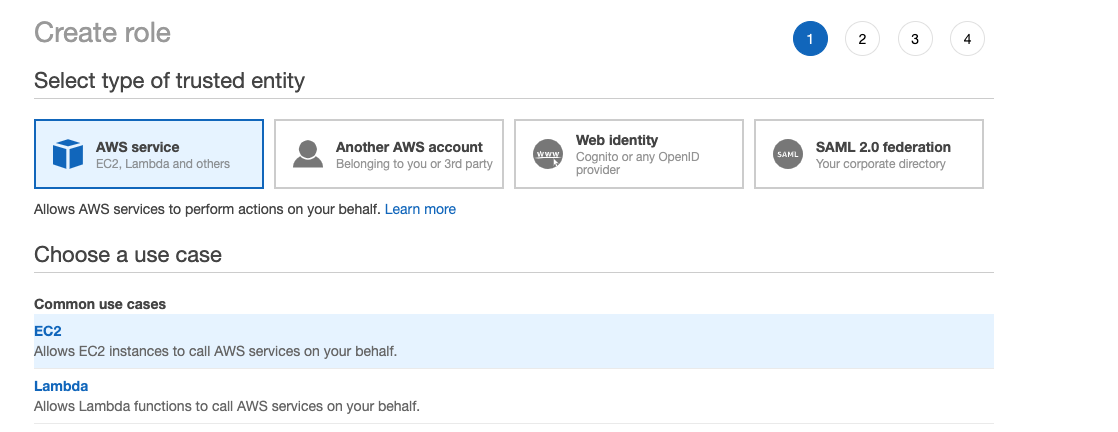 Create role
1 2 3 4
Select type of trusted entity
AWS service
EC2, Lambda and others
Another AWS account
Belonging to you or 3rd party
www
Web identity
Cognito or any OpenID
provider
SAML
SAML 2.0 federation
Your corporate directory
Allows AWS services to perform actions on your behalf. Learn more
Choose a use case
Common use cases
EC2
Allows EC2 instances to call AWS services on your behalf.
Lambda
Allows Lambda functions to call AWS services on your behalf.